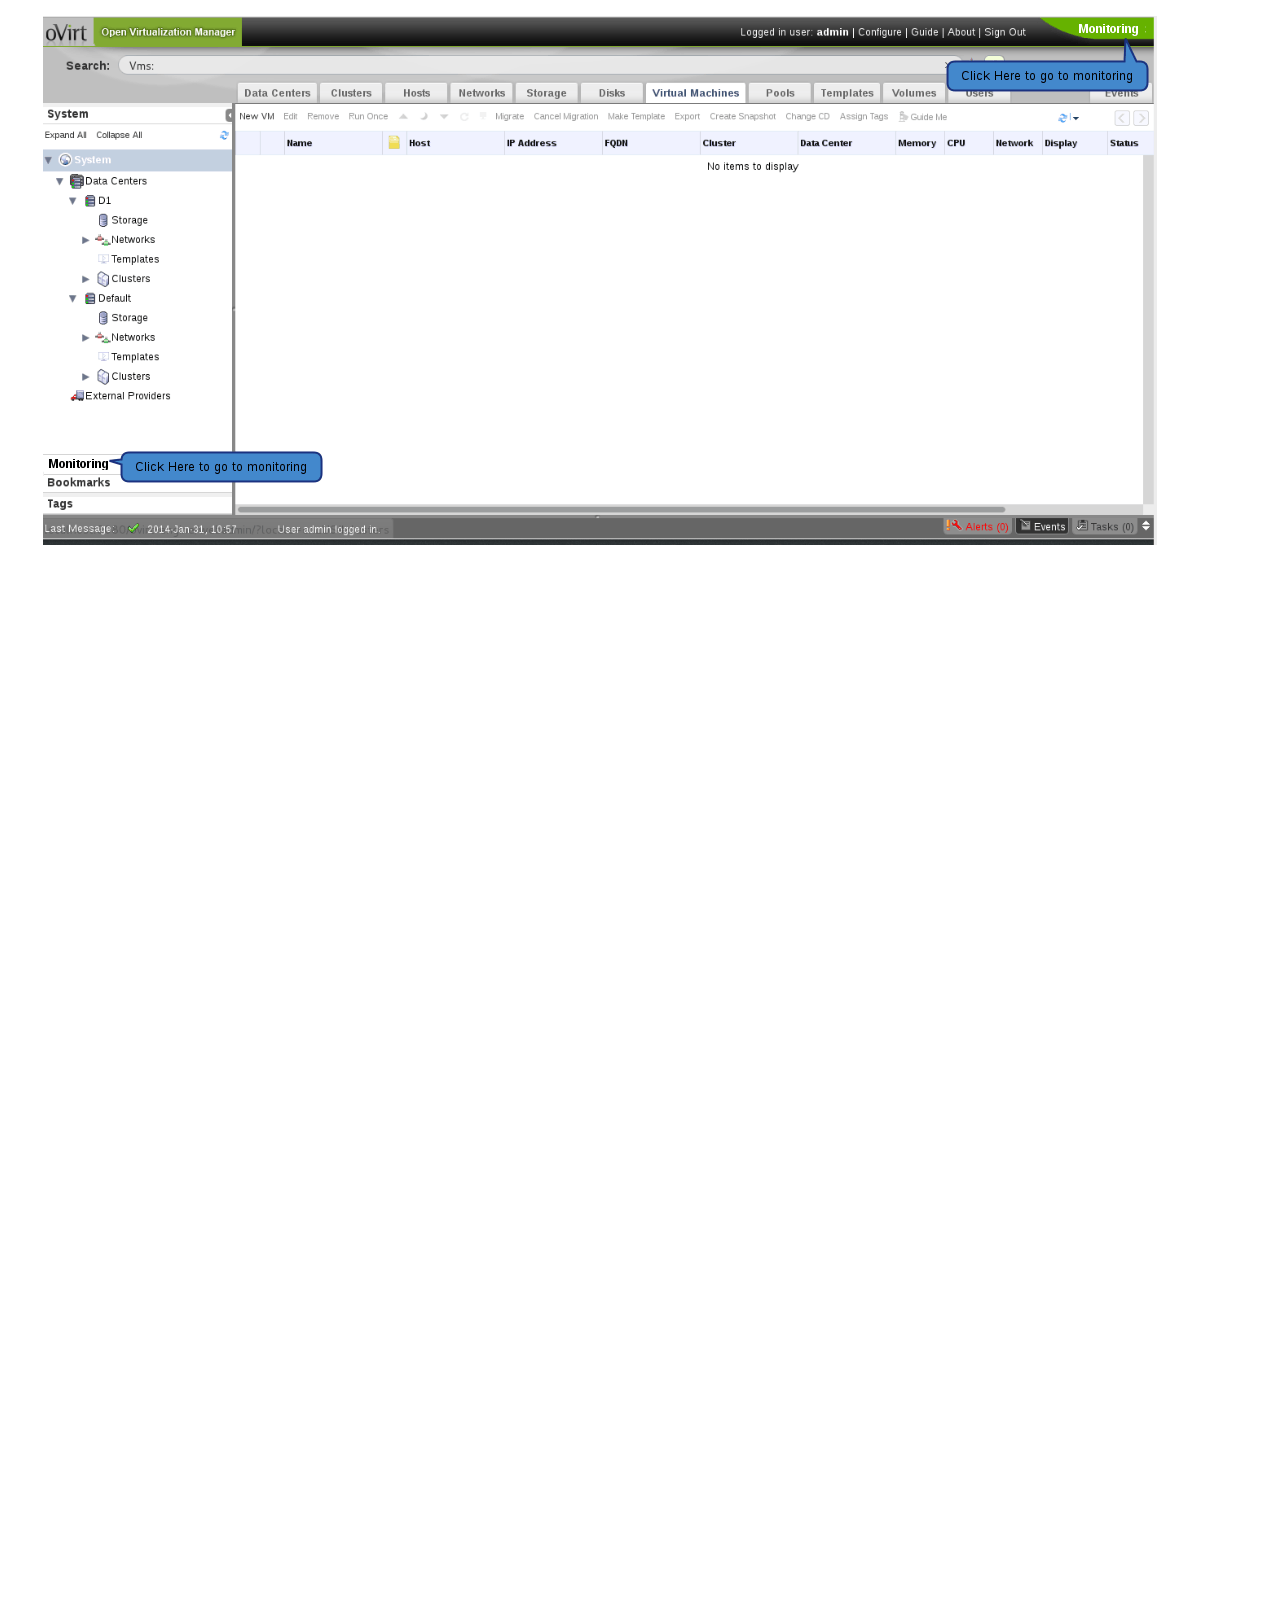 oVirt Open Virtualization Manager Logged in user: admin | Configure | Guide | About | Sign Out Monitoring
Search: Vms:
Click Here to go to monitoring
Data Centers Clusters Hosts Networks Storage Disks Virtual Machines Pools Templates Volumes Users Events
System
New VM Edit Remove Run Once Migrate Cancel Migration Make Template Export Create Snapshot Change CD Assign Tags Guide Me
Expand All Collapse All
Name Host IP Address FQDN Cluster Data Center Memory CPU Network Display Status
System
No items to display
Data Centers
D1
Storage
Networks
Templates
Clusters
Default
Storage
Networks
Templates
Clusters
External Providers
Monitoring
Click Here to go to monitoring
Bookmarks
Tags
Last Message 2014-Jan-31, 10:57 User admin logged in
Alerts (0) Events Tasks (0)